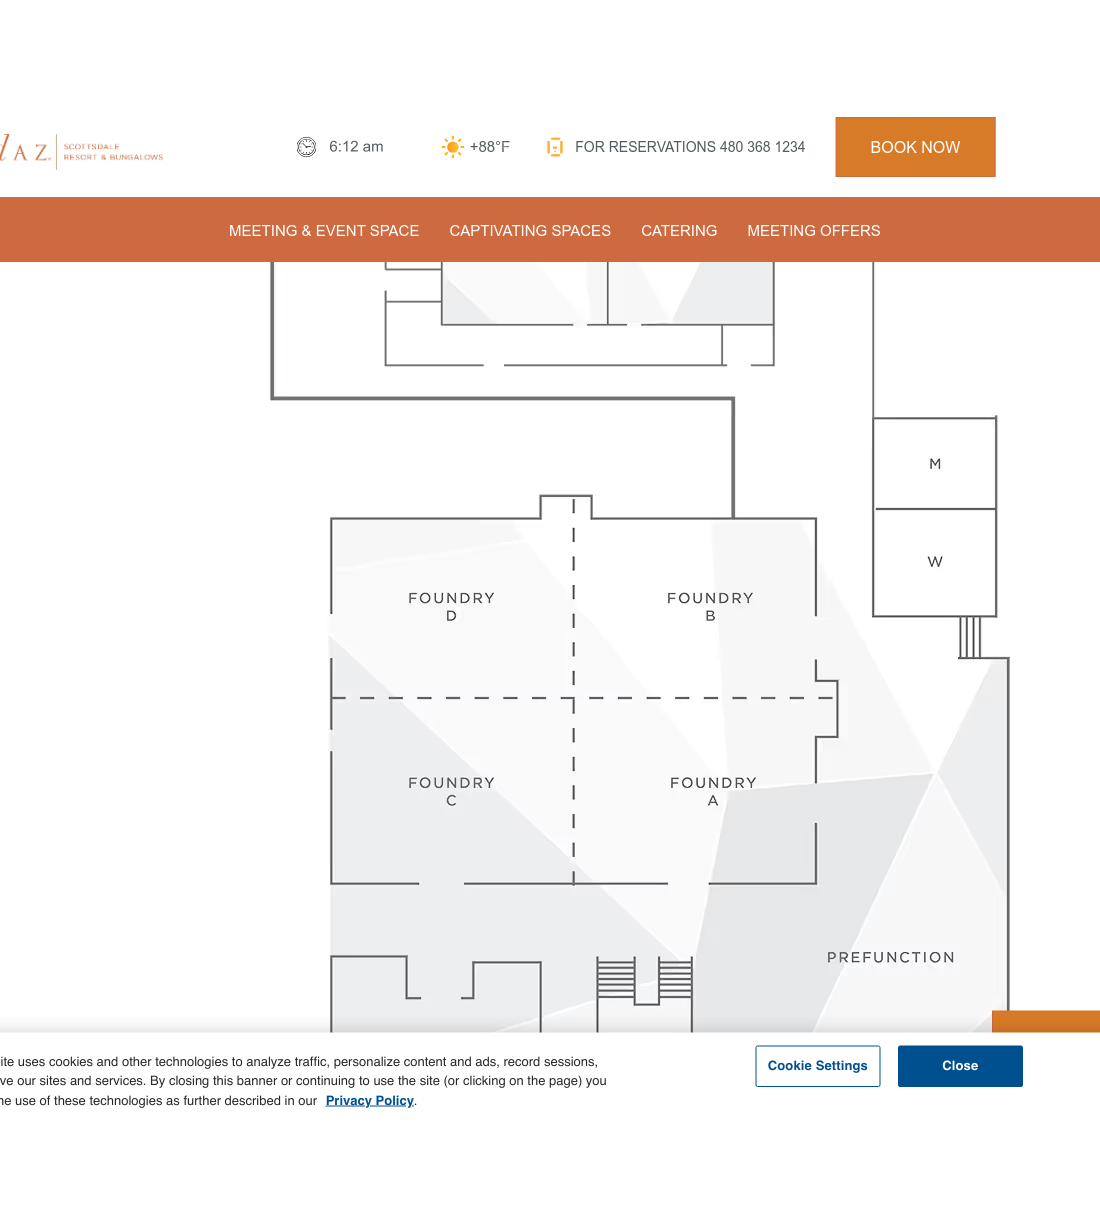 AZ
SCOTTSDALE
RESORT & BUNGALOWS
6:12 am
+88°F
FOR RESERVATIONS 480 368 1234
BOOK NOW
MEETING & EVENT SPACE
CAPTIVATING SPACES
CATERING
MEETING OFFERS
M
W
FOUNDRY
D
FOUNDRY
B
FOUNDRY
C
FOUNDRY
A
PREFUNCTION
ite uses cookies and other technologies to analyze traffic, personalize content and ads, record sessions,
ve our sites and services. By closing this banner or continuing to use the site (or clicking on the page) you
he use of these technologies as further described in our Privacy Policy.
Cookie Settings
Close